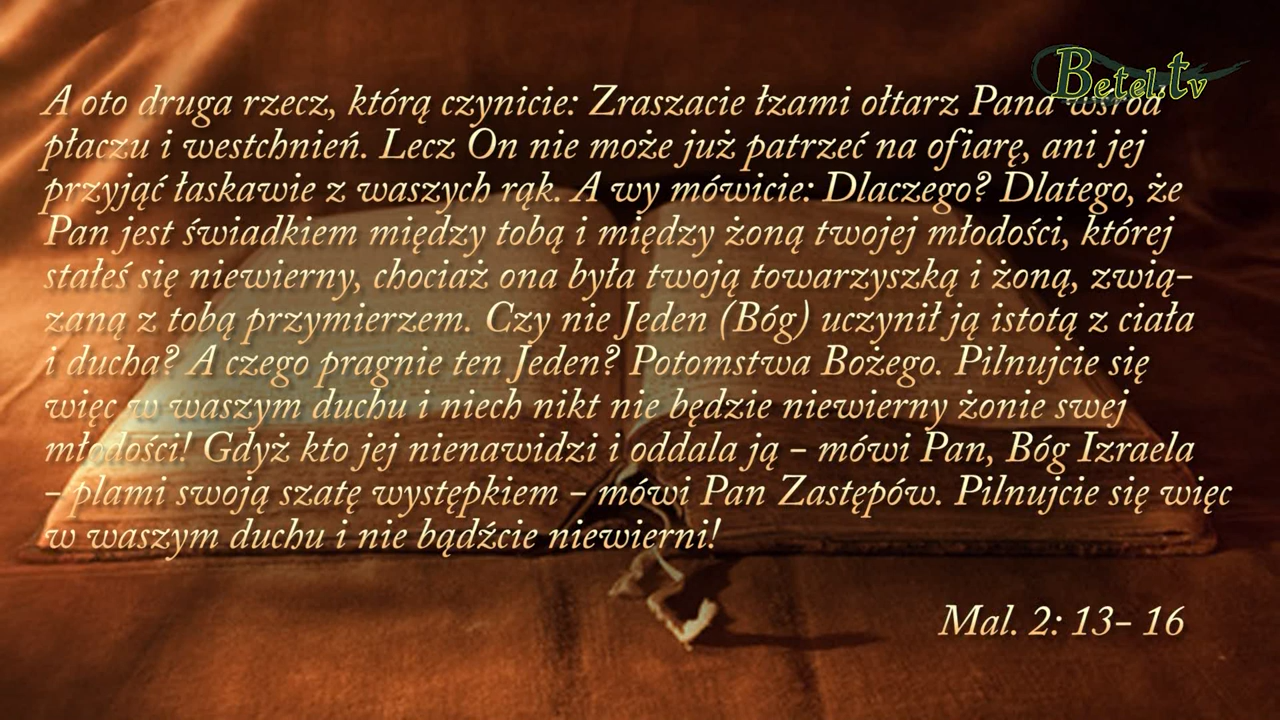 Betel.tv
A oto druga rzecz, którą czynicie: Zraszacie łzami ołtarz Pana wśród
płaczu i westchnień. Lecz On nie może już patrzeć na ofiarę, ani jej
przyjąć łaskawie z waszych rąk. A wy mówicie: Dlaczego? Dlatego, że
Pan jest świadkiem między tobą i między żoną twojej młodości, której
stałeś się niewierny, chociaż ona była twoją towarzyszką i żoną, zwią-
zaną z tobą przymierzem. Czy nie Jeden (Bóg) uczynił ją istotą z ciała
i ducha? A czego pragnie ten Jeden? Potomstwa Bożego. Pilnujcie się
więc w waszym duchu i niech nikt nie będzie niewierny żonie swej
młodości! Gdyż kto jej nienawidzi i oddala ją – mówi Pan, Bóg Izraela
– plami swoją szatę występkiem – mówi Pan Zastępów. Pilnujcie się więc
w waszym duchu i nie bądźcie niewierni!
Mal. 2: 13– 16